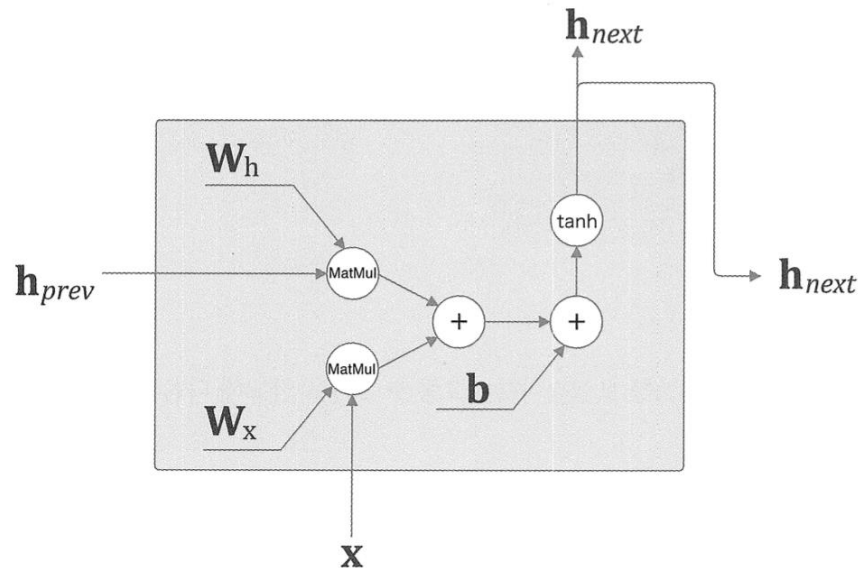 h_next
W_h
tanh
h_prev
MatMul
h_next
+
+
MatMul
b
W_x
x